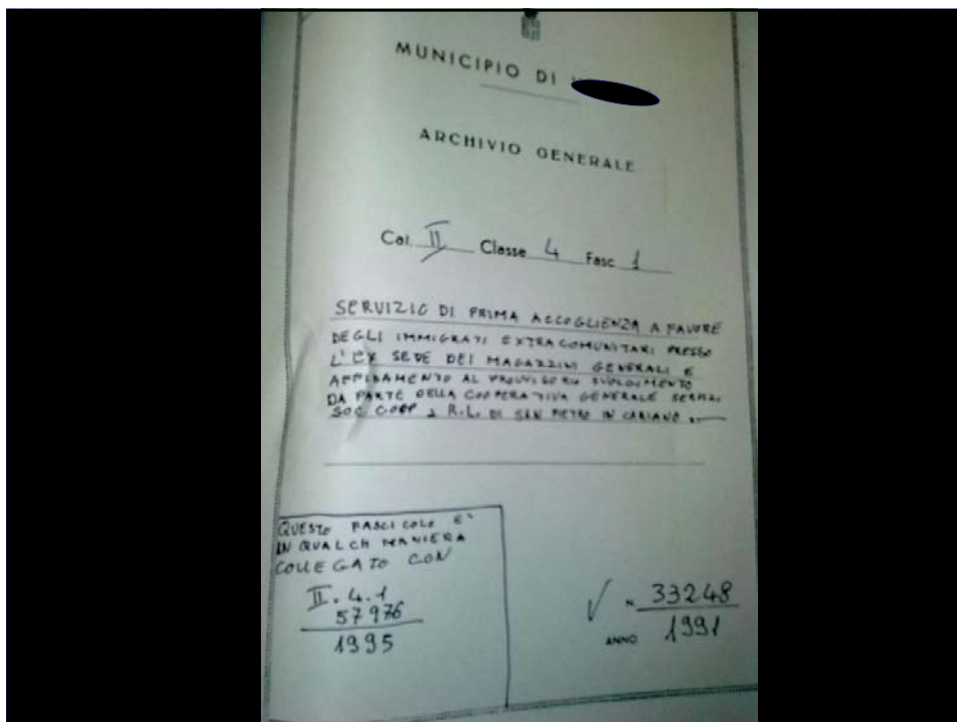 MUNICIPIO DI
ARCHIVIO GENERALE
Cat. II Classe 4 Fasc 1
SERVIZIO DI PRIMA ACCOGLIENZA A FAVORE
DEGLI IMMIGRATI EXTRACOMUNITARI PRESSO
L'EX SEDE DEI MAGAZZINI GENERALI E
AFFIDAMENTO AL PROVVISORIO SVOLGIMENTO
DA PARTE DELLA COOPERATIVA GENERALE SERVIZI
SOC. COOP a R.L. DI SAN PIETRO IN CARIANO
QUESTO FASCICOLO E'
IN QUALCH MANIERA
COLLEGATO CON
II. 4. 1
57976
1995
N. 33248
ANNO 1991